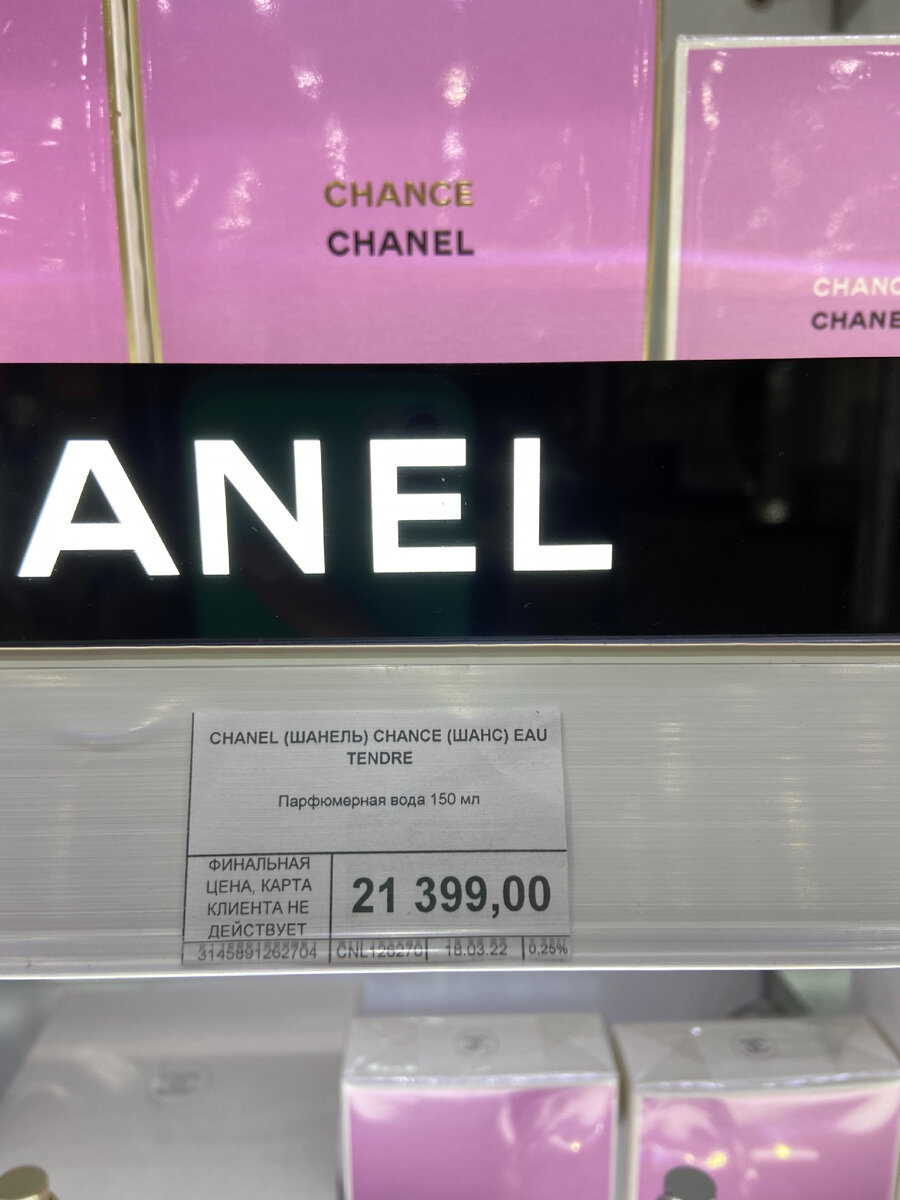 CHANCE
CHANEL
CHANC
CHANE
ANEL
CHANEL (ШАНЕЛЬ) CHANCE (ШАНС) EAU
TENDRE
Парфюмерная вода 150 мл
ФИНАЛЬНАЯ
ЦЕНА, КАРТА
КЛИЕНТА НЕ
ДЕЙСТВУЕТ
21 399,00
3145891262704 CNL126270 18.03.22 0,25%